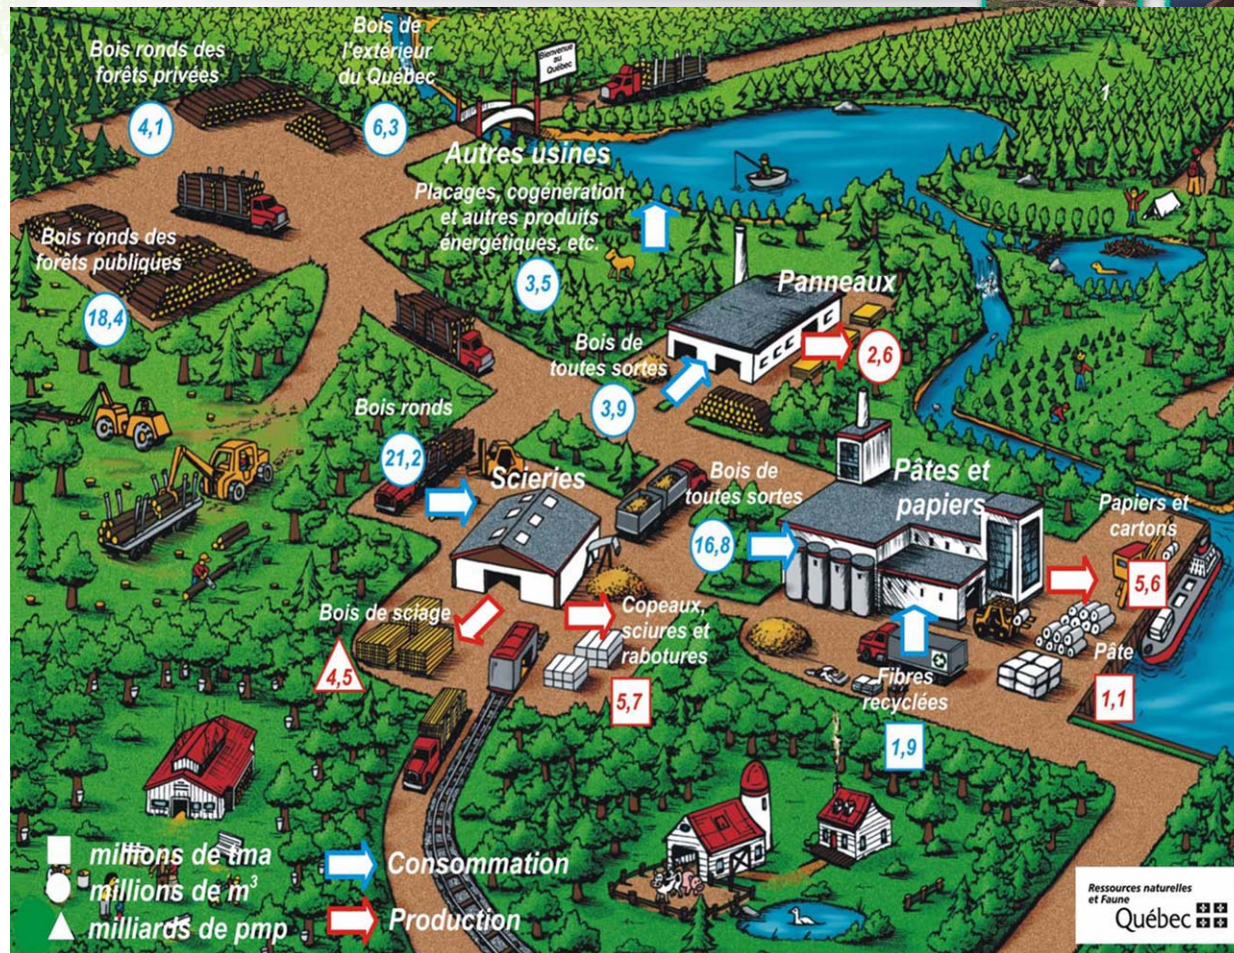 Bois ronds des
forêts privées
4,1
Bois de
l'extérieur
du Québec
6,3
Bienvenue
au
Québec
1
Autres usines
Placages, cogénération
et autres produits
énergétiques, etc.
3,5
Bois ronds des
forêts publiques
18,4
Panneaux
2,6
Bois de
toutes sortes
3,9
Bois ronds
21,2
Scieries
Bois de
toutes sortes
16,8
Pâtes et
papiers
Papiers et
cartons
5,6
Bois de sciage
4,5
Copeaux,
sciures et
rabotures
5,7
Fibres
recyclées
1,9
Pâte
1,1
millions de tma
millions de m³
milliards de pmp
Consommation
Production
Ressources naturelles
et Faune
Québec